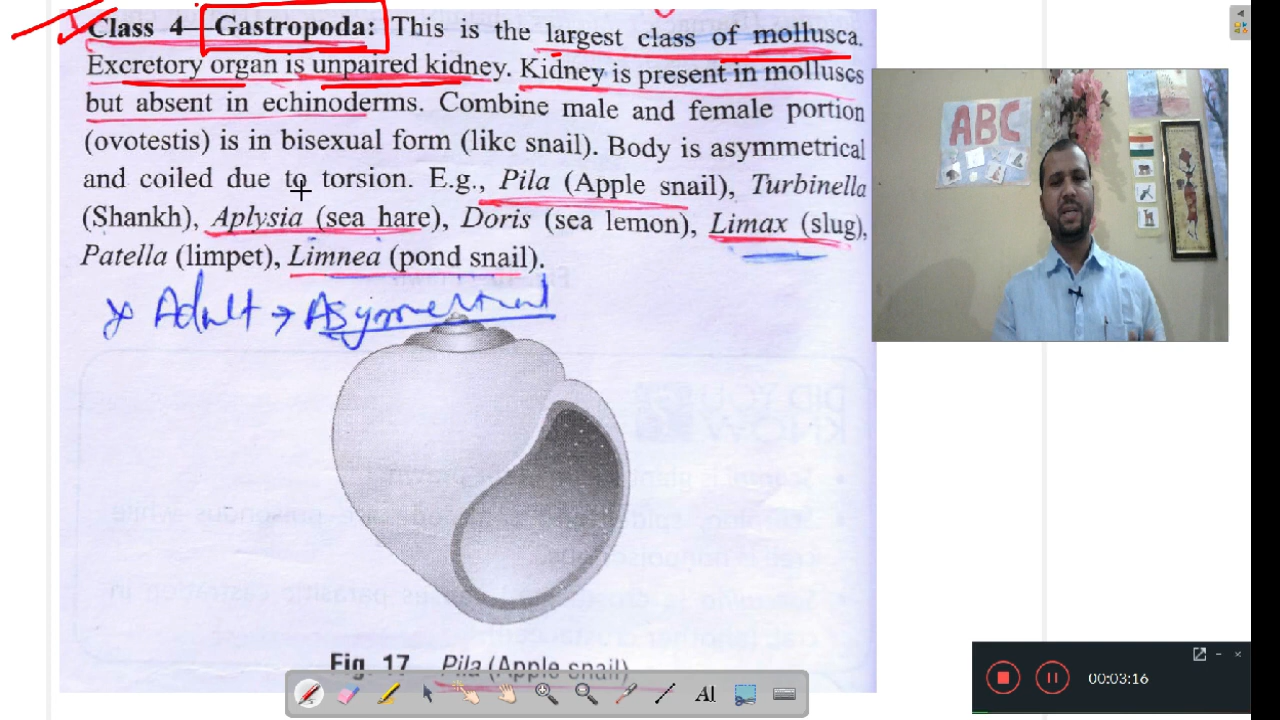 Class 4—Gastropoda: This is the largest class of mollusca.
Excretory organ is unpaired kidney. Kidney is present in molluscs
but absent in echinoderms. Combine male and female portion
(ovotestis) is in bisexual form (like snail). Body is asymmetrical
and coiled due to torsion. E.g., Pila (Apple snail), Turbinella
(Shankh), Aplysia (sea hare), Doris (sea lemon), Limax (slug),
Patella (limpet), Limnea (pond snail).
Adult → Asymmetrical
Fig. 17 Pila (Apple snail)
ABC
AI
00:03:16